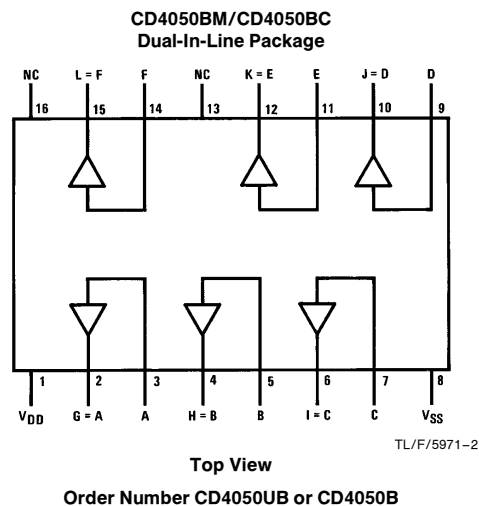 CD4050BM/CD4050BC
Dual-In-Line Package
NC L = F F NC K = E E J = D D
16 15 14 13 12 11 10 9
1 2 3 4 5 6 7 8
VDD G = A A H = B B I = C C VSS
TL/F/5971–2
Top View
Order Number CD4050UB or CD4050B